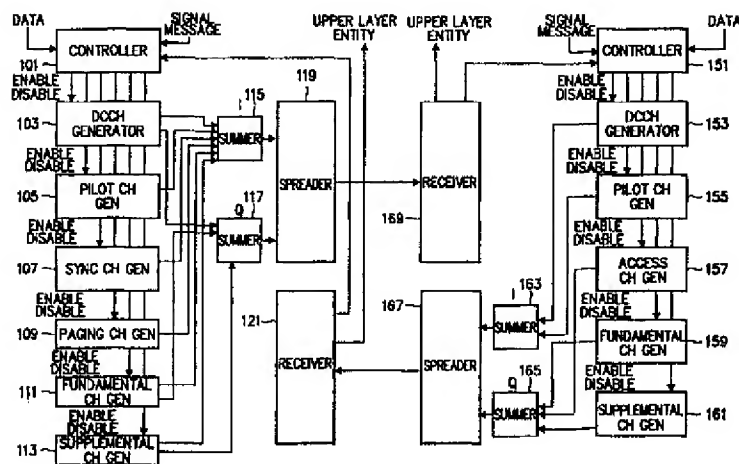 DATA
SIGNAL
MESSAGE
CONTROLLER
101
ENABLE
DISABLE
DCCH
GENERATOR
103
ENABLE
DISABLE
PILOT CH
GEN
105
ENABLE
DISABLE
SYNC CH GEN
107
ENABLE
DISABLE
PAGING CH GEN
109
ENABLE
DISABLE
FUNDAMENTAL
CH GEN
111
ENABLE
DISABLE
SUPPLEMENTAL
CH GEN
113
I
115
SUMMER
Q
117
SUMMER
119
SPREADER
121
RECEIVER
UPPER LAYER
ENTITY
UPPER LAYER
ENTITY
RECEIVER
169
167
SPREADER
I
163
SUMMER
Q
165
SUMMER
SIGNAL
MESSAGE
DATA
CONTROLLER
151
ENABLE
DISABLE
DCCH
GENERATOR
153
ENABLE
DISABLE
PILOT CH
GEN
155
ENABLE
DISABLE
ACCESS
CH GEN
157
ENABLE
DISABLE
FUNDAMENTAL
CH GEN
159
ENABLE
DISABLE
SUPPLEMENTAL
CH GEN
161